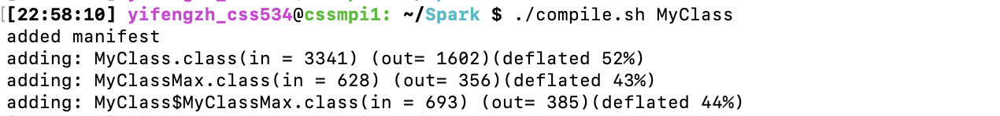 [[22:58:10] yifengzh_css534@cssmpi1: ~/Spark $ ./compile.sh MyClass
added manifest
adding: MyClass.class(in = 3341) (out= 1602)(deflated 52%)
adding: MyClassMax.class(in = 628) (out= 356)(deflated 43%)
adding: MyClass$MyClassMax.class(in = 693) (out= 385)(deflated 44%)